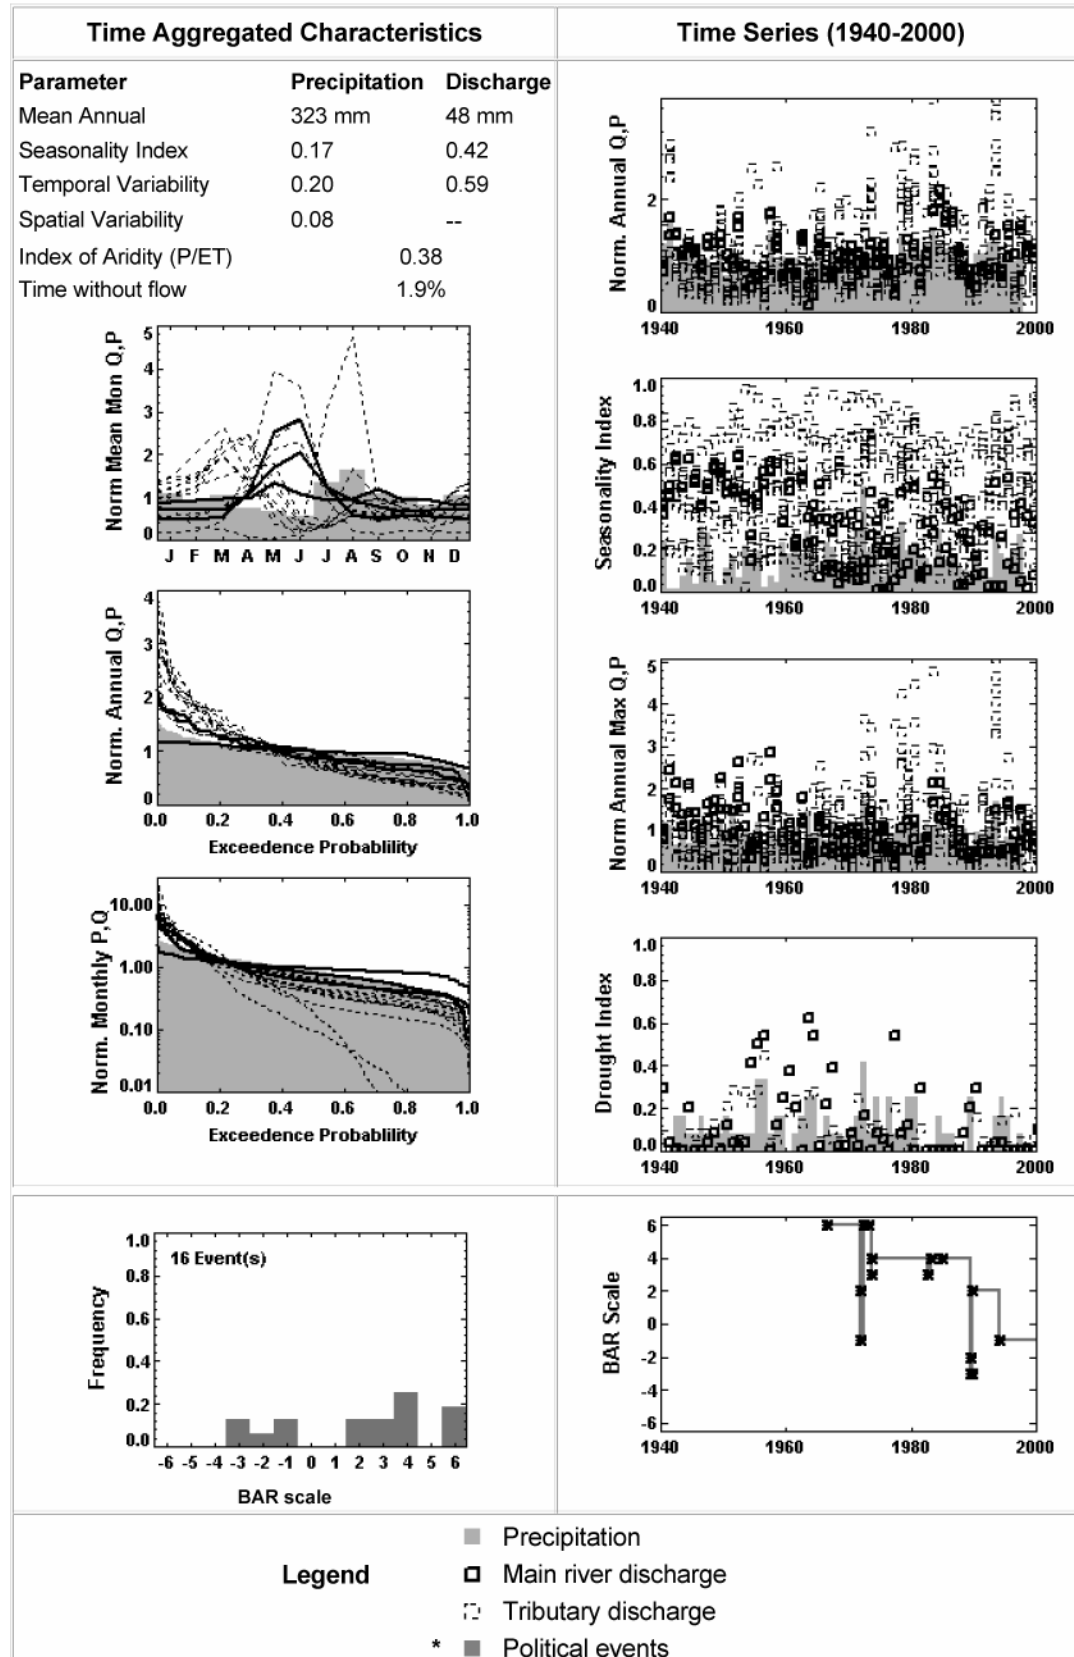 Time Aggregated Characteristics
Parameter Precipitation Discharge
Mean Annual 323 mm 48 mm
Seasonality Index 0.17 0.42
Temporal Variability 0.20 0.59
Spatial Variability 0.08 --
Index of Aridity (P/ET) 0.38
Time without flow 1.9%
Norm Mean Mon Q,P
5
4
3
2
1
0
J F M A M J J A S O N D
Norm. Annual Q,P
4
3
2
1
0
0.0 0.2 0.4 0.6 0.8 1.0
Exceedence Probablility
Norm. Monthly P,Q
10.00
1.00
0.10
0.01
0.0 0.2 0.4 0.6 0.8 1.0
Exceedence Probablility
Time Series (1940-2000)
Norm. Annual Q,P
2
0
1940 1960 1980 2000
Seasonality Index
1.0
0.8
0.6
0.4
0.2
0.0
1940 1960 1980 2000
Norm Annual Max Q,P
5
4
3
2
1
0
1940 1960 1980 2000
Drought Index
1.0
0.8
0.6
0.4
0.2
0.0
1940 1960 1980 2000
Frequency
1.0
0.8
0.6
0.4
0.2
0.0
16 Event(s)
-6 -5 -4 -3 -2 -1 0 1 2 3 4 5 6
BAR scale
BAR Scale
6
4
2
0
-2
-4
-6
1940 1960 1980 2000
Legend
Precipitation
Main river discharge
Tributary discharge
* Political events